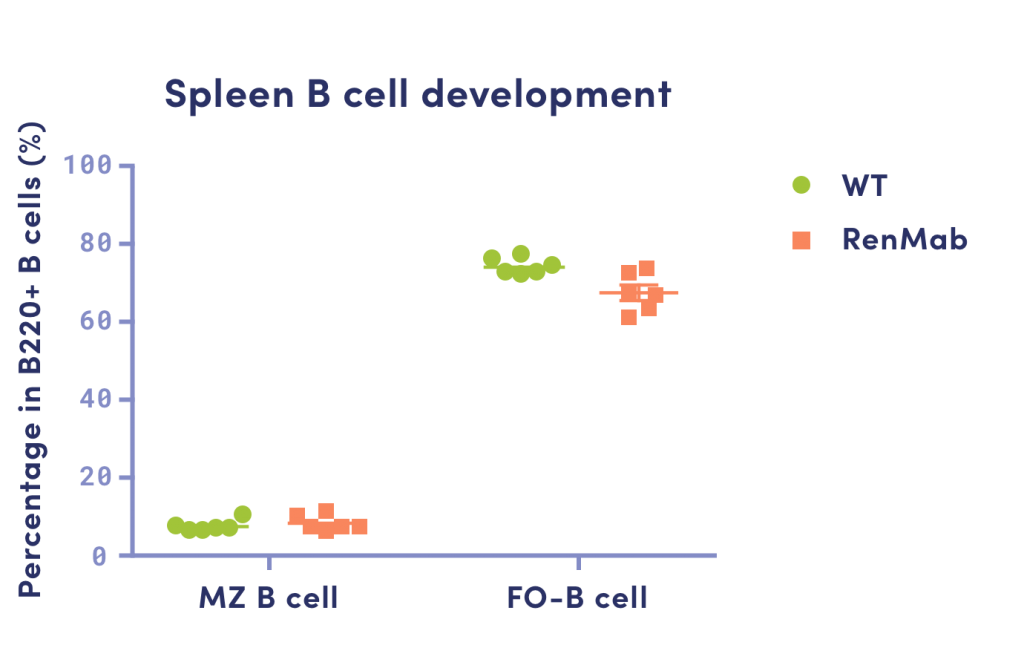 Spleen B cell development
Percentage in B220+ B cells (%)
100
80
60
40
20
0
MZ B cell
FO-B cell
WT
RenMab